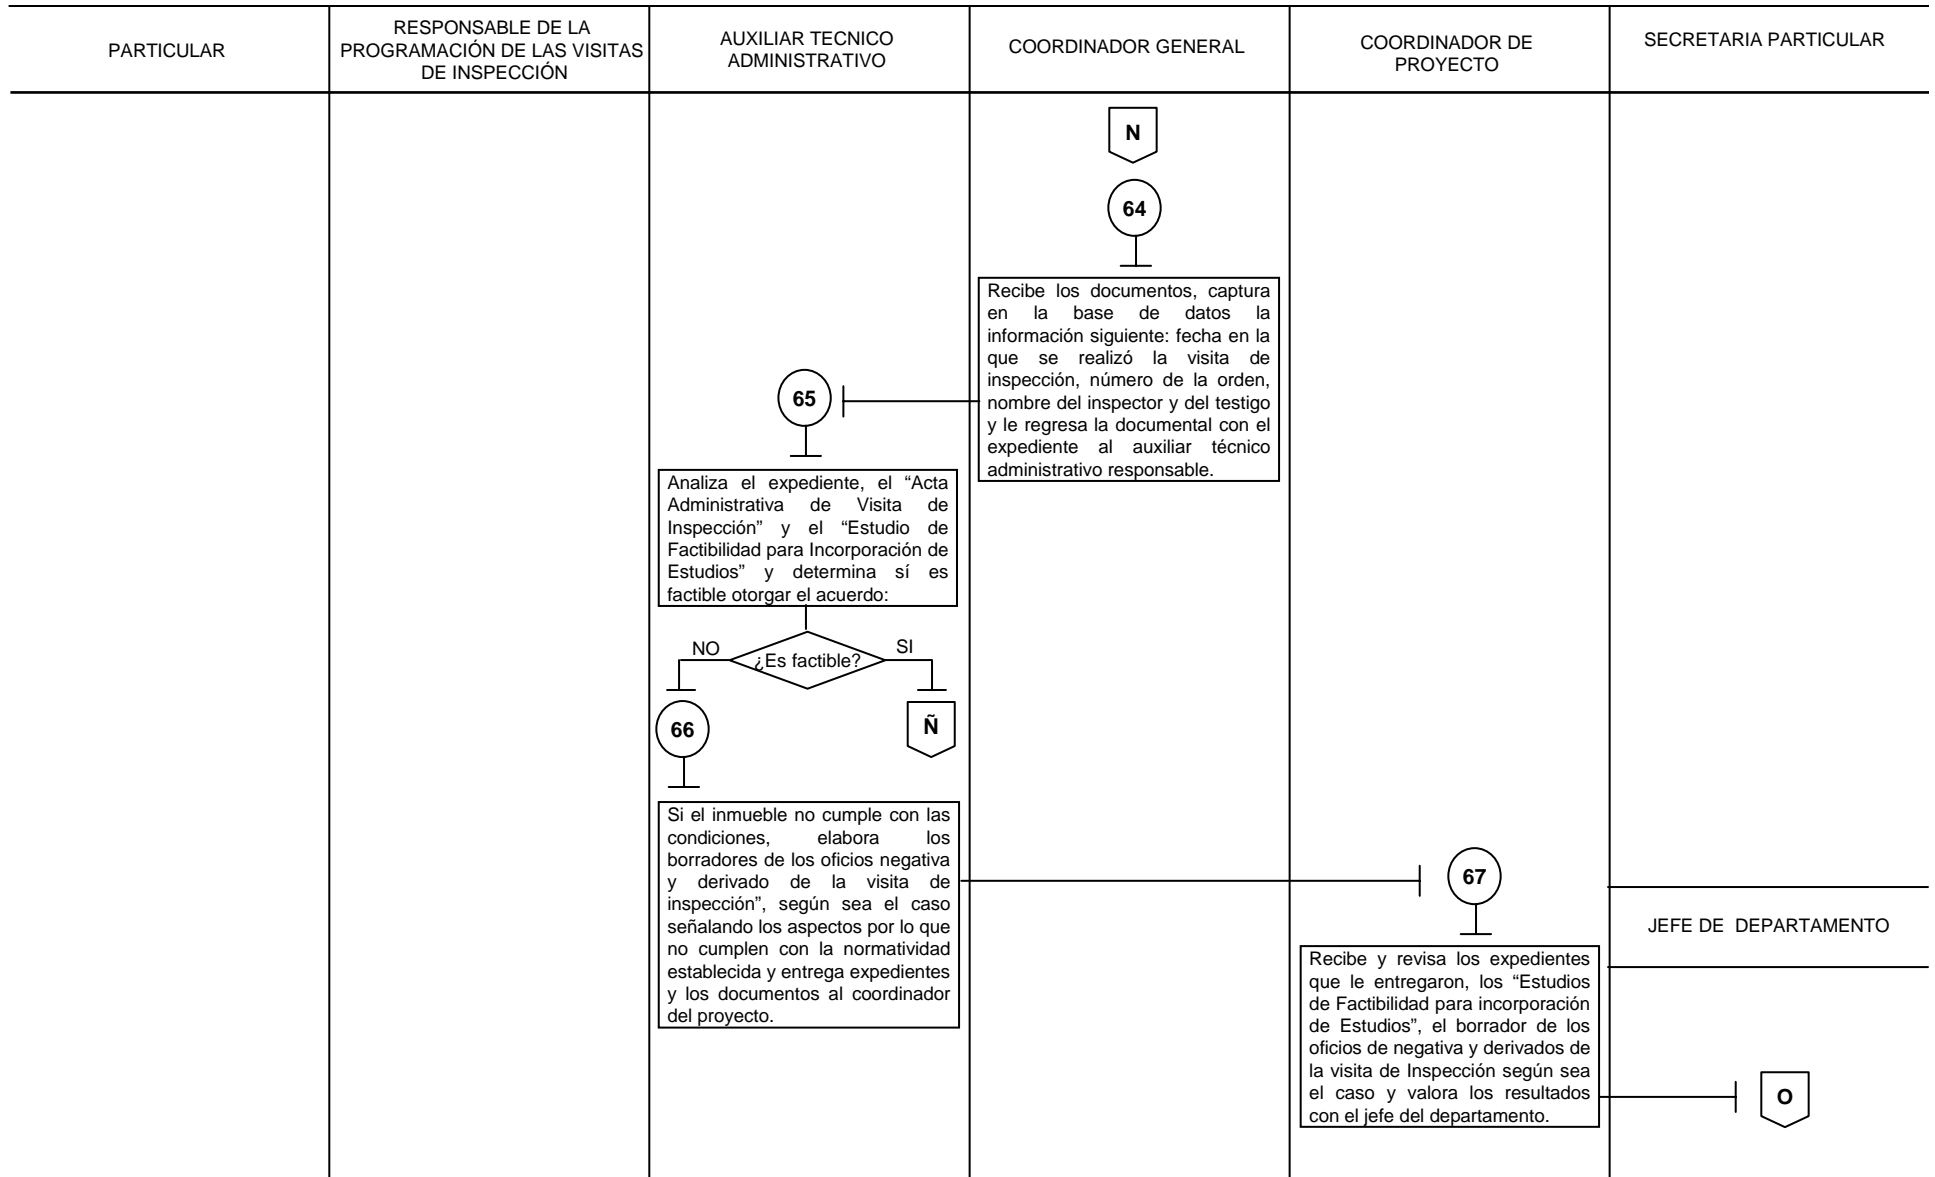 PARTICULAR
RESPONSABLE DE LA
PROGRAMACIÓN DE LAS VISITAS
DE INSPECCIÓN
AUXILIAR TECNICO
ADMINISTRATIVO
COORDINADOR GENERAL
COORDINADOR DE
PROYECTO
SECRETARIA PARTICULAR
N
64
Recibe los documentos, captura
en la base de datos la
información siguiente: fecha en la
que se realizó la visita de
inspección, número de la orden,
nombre del inspector y del testigo
y le regresa la documental con el
expediente al auxiliar técnico
administrativo responsable.
65
Analiza el expediente, el “Acta
Administrativa de Visita de
Inspección” y el “Estudio de
Factibilidad para Incorporación de
Estudios” y determina sí es
factible otorgar el acuerdo:
¿Es factible?
NO
SI
66
Ñ
Si el inmueble no cumple con las
condiciones, elabora los
borradores de los oficios negativa
y derivado de la visita de
inspección”, según sea el caso
señalando los aspectos por lo que
no cumplen con la normatividad
establecida y entrega expedientes
y los documentos al coordinador
del proyecto.
67
Recibe y revisa los expedientes
que le entregaron, los “Estudios
de Factibilidad para incorporación
de Estudios”, el borrador de los
oficios de negativa y derivados de
la visita de Inspección según sea
el caso y valora los resultados
con el jefe del departamento.
JEFE DE DEPARTAMENTO
O